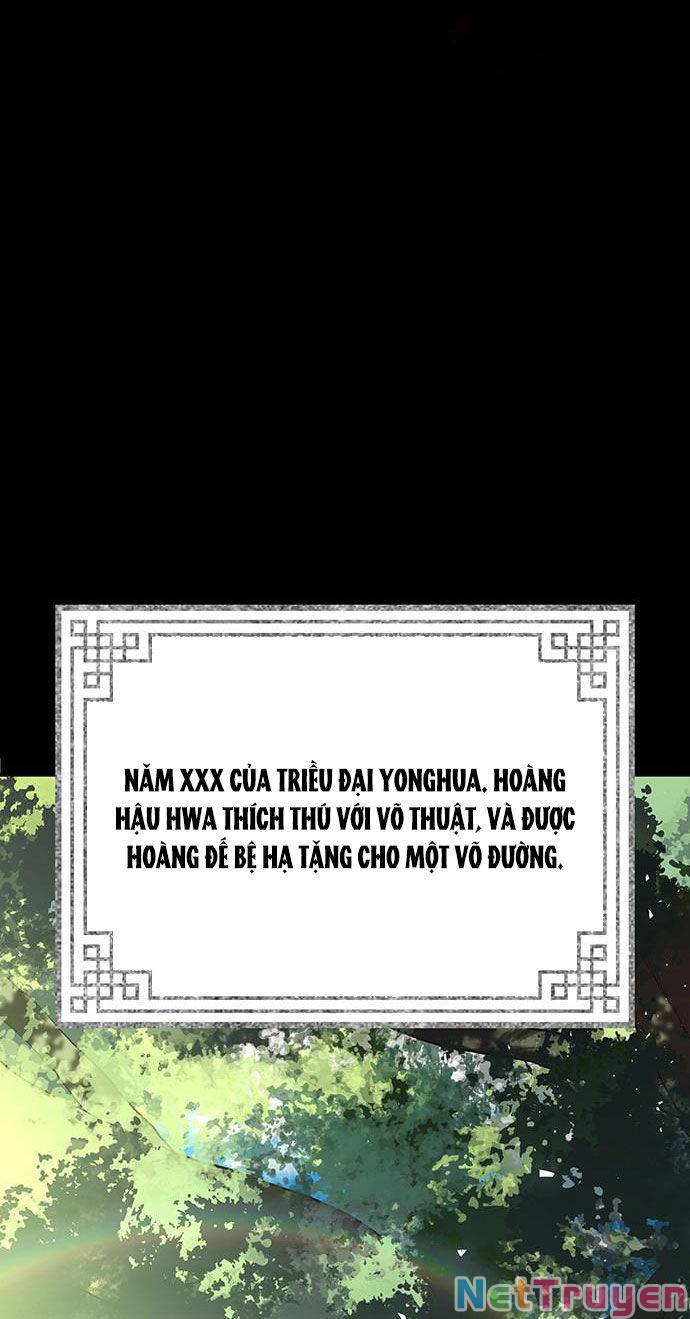 NĂM XXX CỦA TRIỀU ĐẠI YONGHUA. HOÀNG
HẬU HWA THÍCH THÚ VỚI VÕ THUẬT, VÀ ĐƯỢC
HOÀNG ĐẾ BỆ HẠ TẶNG CHO MỘT VÕ ĐƯỜNG.
NetTruyen